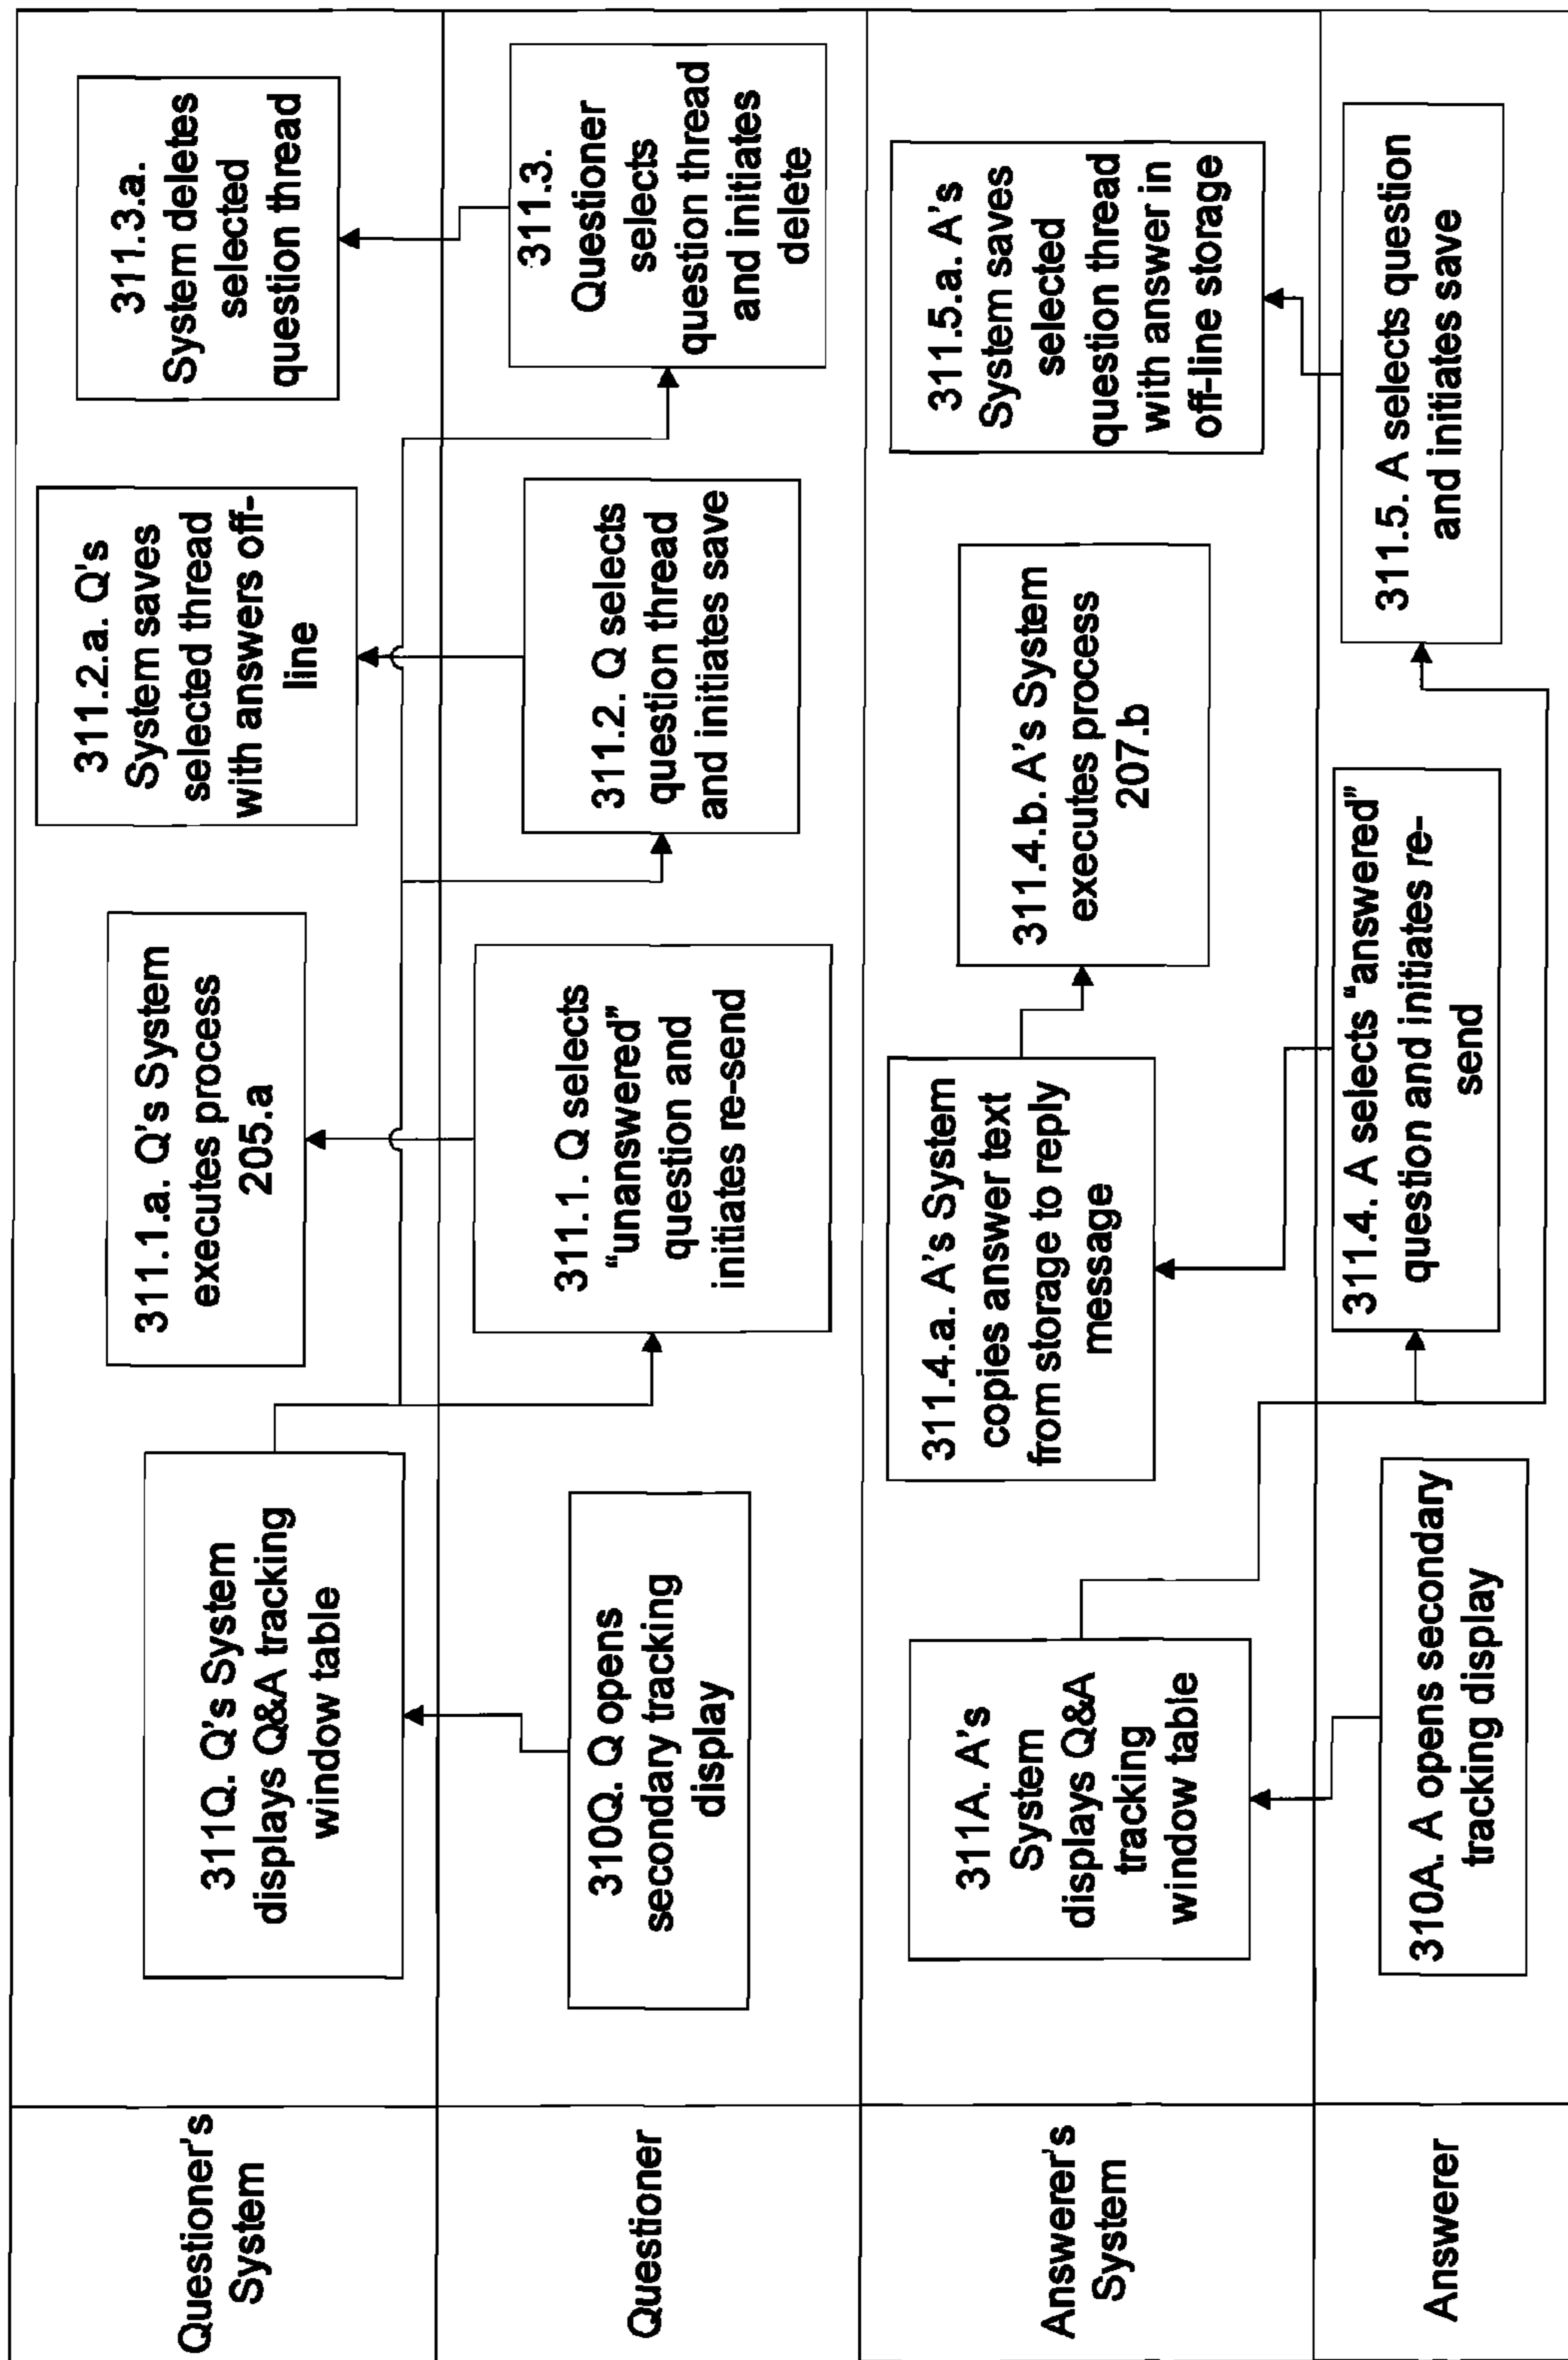 Questioner's
System
311Q. Q's System
displays Q&A tracking
window table
311.1.a. Q's System
executes process
205.a
311.2.a. Q's
System saves
selected thread
with answers off-
line
311.3.a.
System deletes
selected
question thread
Questioner
310Q. Q opens
secondary tracking
display
311.1. Q selects
“unanswered”
question and
initiates re-send
311.2. Q selects
question thread
and initiates save
311.3.
Questioner
selects
question thread
and initiates
delete
Answerer's
System
311A. A's
System
displays Q&A
tracking
window table
311.4.a. A's System
copies answer text
from storage to reply
message
311.4.b. A's System
executes process
207.b
311.5.a. A's
System saves
selected
question thread
with answer in
off-line storage
Answerer
310A. A opens secondary
tracking display
311.4. A selects “answered”
question and initiates re-
send
311.5. A selects question
and initiates save